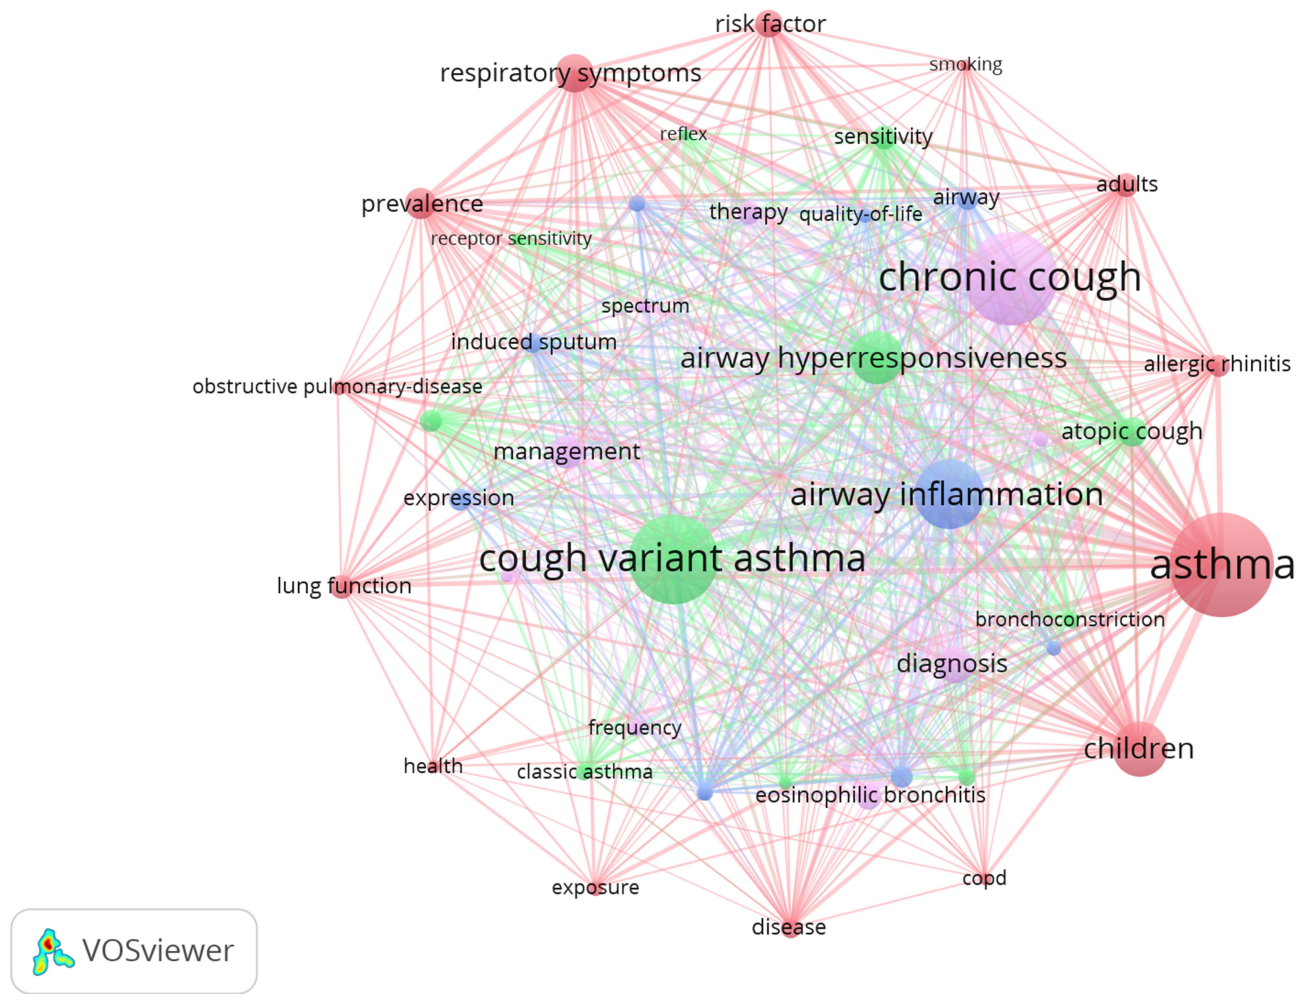 risk factor
smoking
respiratory symptoms
reflex
sensitivity
adults
prevalence
therapy
quality-of-life
airway
receptor sensitivity
chronic cough
spectrum
induced sputum
airway hyperresponsiveness
allergic rhinitis
obstructive pulmonary-disease
atopic cough
management
expression
airway inflammation
cough variant asthma
asthma
lung function
bronchoconstriction
diagnosis
frequency
children
health
classic asthma
eosinophilic bronchitis
exposure
copd
disease
VOSviewer